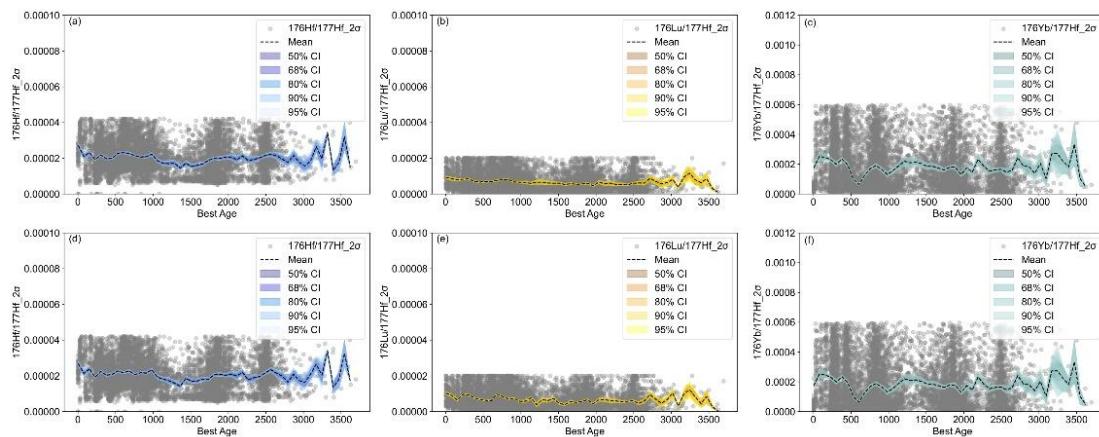 (a)
176Hf/177Hf_2σ
Mean
50% CI
68% CI
80% CI
90% CI
95% CI
0.00010
0.00008
0.00006
0.00004
0.00002
0.00000
176Hf/177Hf_2σ
0 500 1000 1500 2000 2500 3000 3500
Best Age
(b)
176Lu/177Hf_2σ
Mean
50% CI
68% CI
80% CI
90% CI
95% CI
0.00010
0.00008
0.00006
0.00004
0.00002
0.00000
176Lu/177Hf_2σ
0 500 1000 1500 2000 2500 3000 3500
Best Age
(c)
176Yb/177Hf_2σ
Mean
50% CI
68% CI
80% CI
90% CI
95% CI
0.0012
0.0010
0.0008
0.0006
0.0004
0.0002
0.0000
176Yb/177Hf_2σ
0 500 1000 1500 2000 2500 3000 3500
Best Age
(d)
176Hf/177Hf_2σ
Mean
50% CI
68% CI
80% CI
90% CI
95% CI
0.00010
0.00008
0.00006
0.00004
0.00002
0.00000
176Hf/177Hf_2σ
0 500 1000 1500 2000 2500 3000 3500
Best Age
(e)
176Lu/177Hf_2σ
Mean
50% CI
68% CI
80% CI
90% CI
95% CI
0.00010
0.00008
0.00006
0.00004
0.00002
0.00000
176Lu/177Hf_2σ
0 500 1000 1500 2000 2500 3000 3500
Best Age
(f)
176Yb/177Hf_2σ
Mean
50% CI
68% CI
80% CI
90% CI
95% CI
0.0012
0.0010
0.0008
0.0006
0.0004
0.0002
0.0000
176Yb/177Hf_2σ
0 500 1000 1500 2000 2500 3000 3500
Best Age